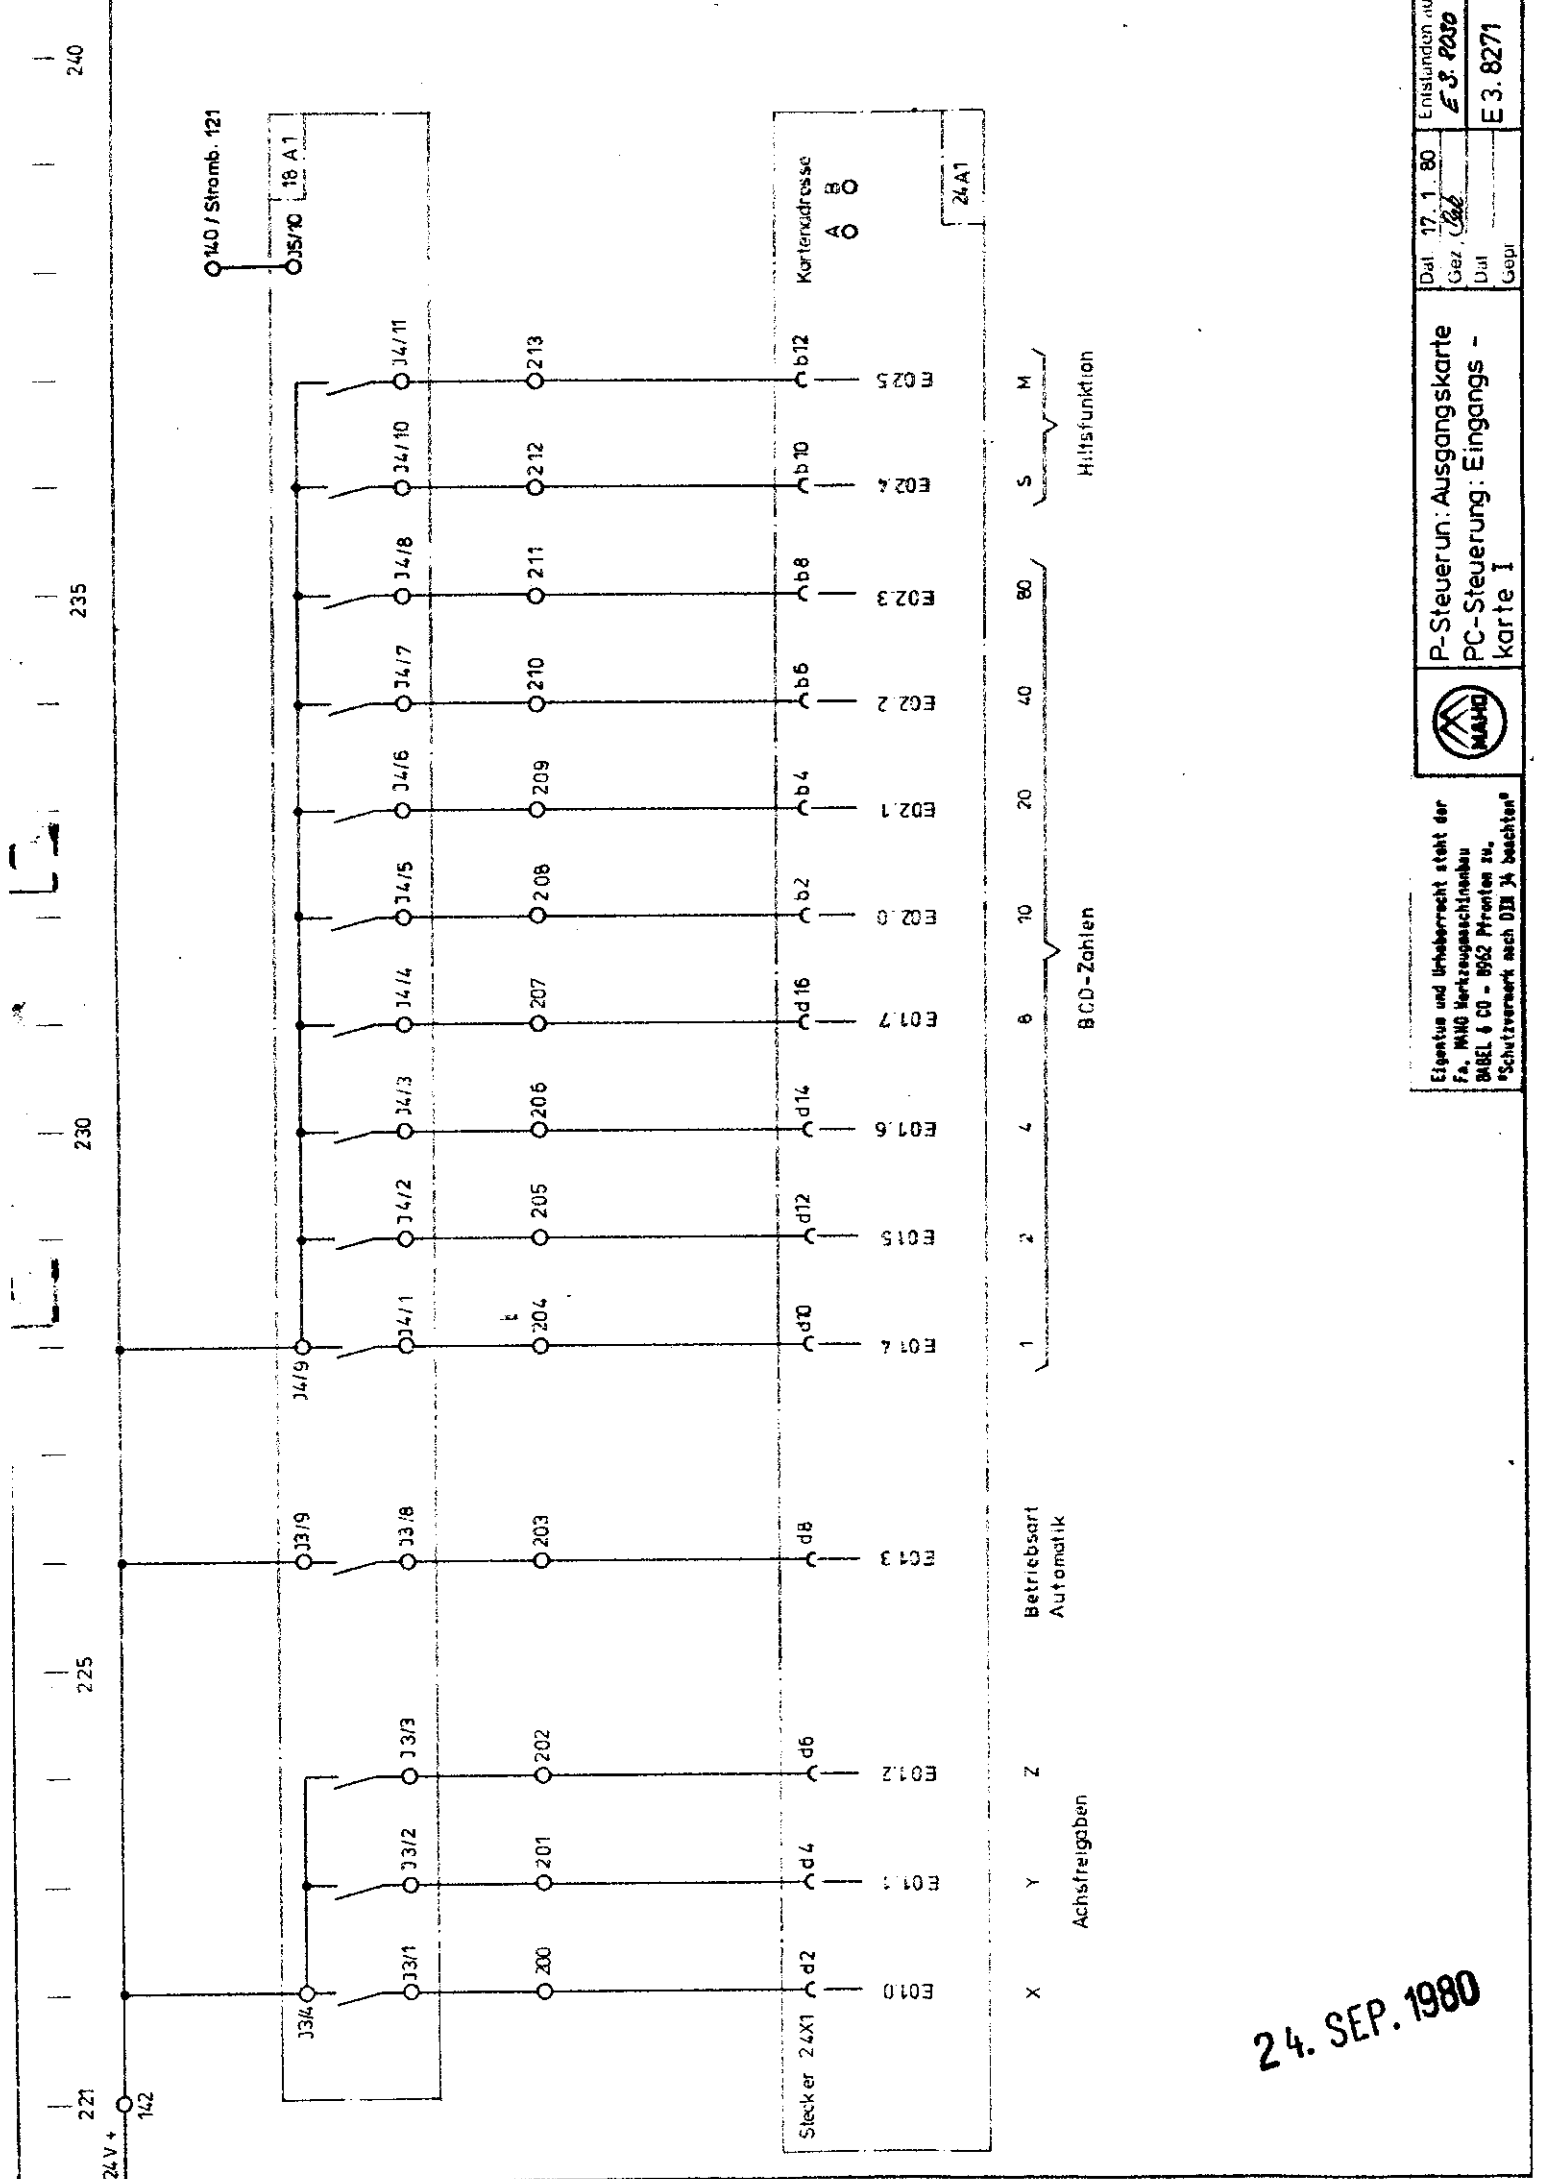 24 V +
142
221
225
230
235
240
140 / Stromb. 121
J5/10
18 A 1
J3/4
J3/9
J4/9
J3/1
J3/2
J3/3
J3/8
J4/1
J4/2
J4/3
J4/4
J4/5
J4/6
J4/7
J4/8
J4/10
J4/11
200
201
202
203
204
205
206
207
208
209
210
211
212
213
Stecker 24X1
d2
d4
d6
d8
d10
d12
d14
d16
b2
b4
b6
b8
b10
b12
Kartenadresse
A B
24A1
E01.0
E01.1
E01.2
E01.3
E01.4
E01.5
E01.6
E01.7
E02.0
E02.1
E02.2
E02.3
E02.4
E02.5
X Y Z
Achsfreigaben
Betriebsart
Automatik
1 2 4 8 10 20 40 80
BCD-Zahlen
S M
Hilfsfunktion
24. SEP. 1980
Eigentum und Urheberrecht steht der
Fa. MAHO Werkzeugmaschinenbau
BABEL & CO - 8962 Pfronten zu.
"Schutzvermerk nach DIN 34 beachten"
MAHO
P-Steuerun: Ausgangskarte
PC-Steuerung: Eingangs -
karte I
Dat. 17. 1. 80
Gez.
Dat
Gepr
Entstanden au
E3. 8030
E3. 8271